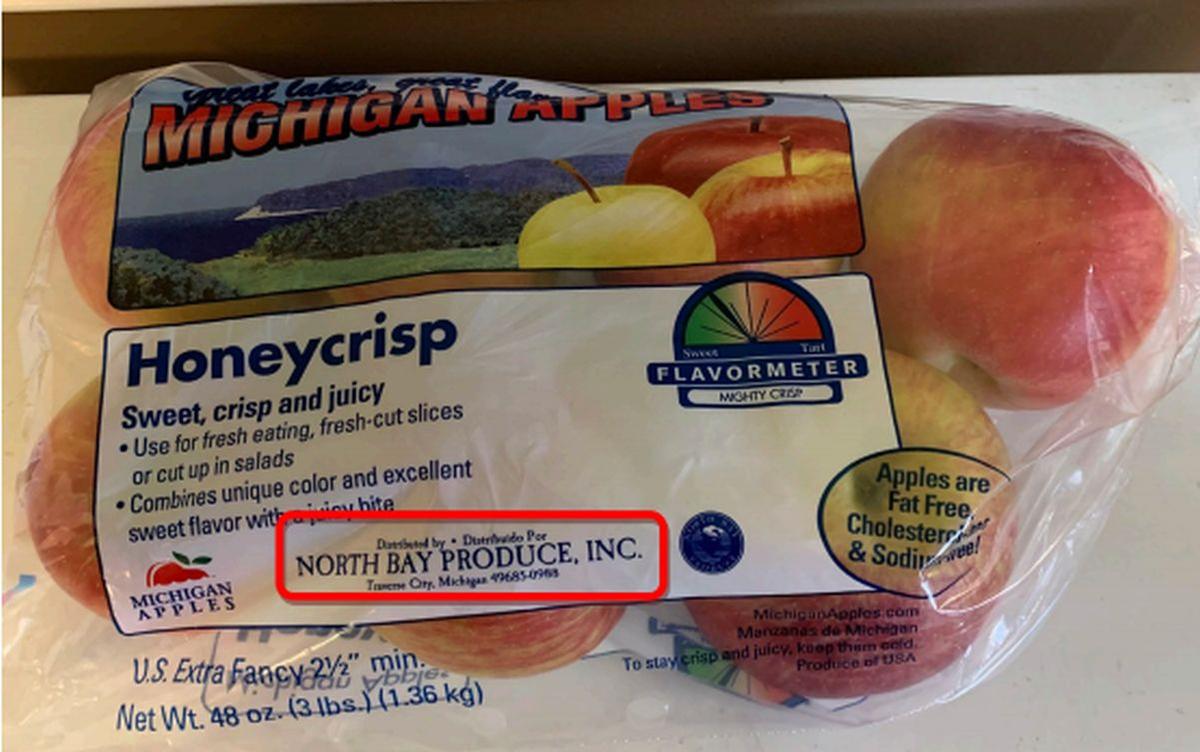 great lakes, great
MICHIGAN APPLES
Honeycrisp
Sweet, crisp and juicy
• Use for fresh eating, fresh-cut slices
or cut up in salads
• Combines unique color and excellent
sweet flavor with a juicy bite
Sweet Tart
FLAVORMETER
MIGHTY CRISP
Distributed by • Distribuido Por
NORTH BAY PRODUCE, INC.
Traverse City, Michigan 49685-0988
MICHIGAN
APPLES
Apples are
Fat Free,
& Sodium
MichiganApples.com
Manzanas de Michigan
To stay crisp and juicy, keep them cold.
Produce of USA
U.S. Extra Fancy 2½" min.
Net Wt. 48 oz. (3 lbs.) (1.36 kg)